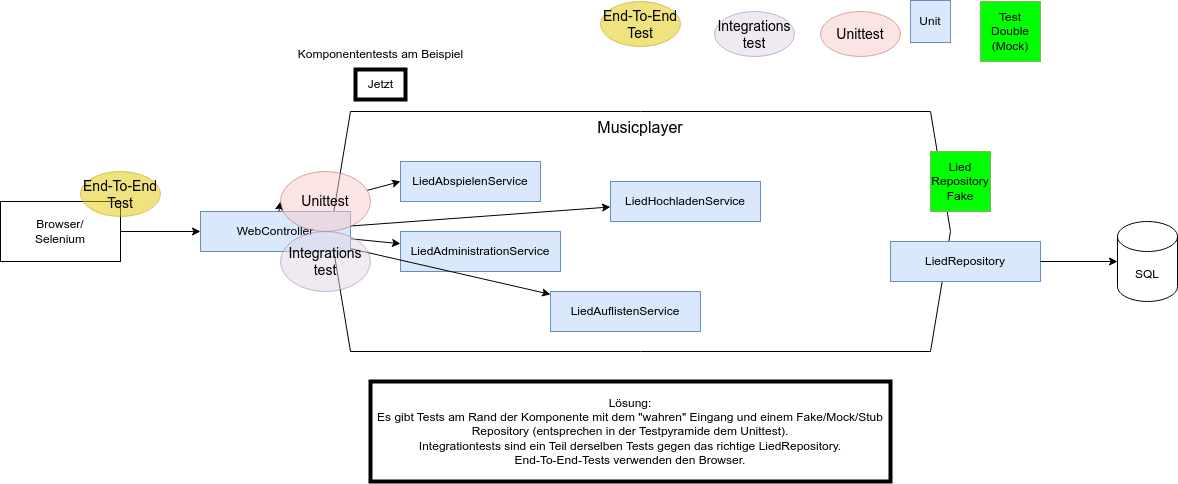 End-To-End
Test
Integrations
test
Unittest
Unit
Test
Double
(Mock)
Komponententests am Beispiel
Jetzt
Musicplayer
End-To-End
Test
Browser/
Selenium
Unittest
WebController
Integrations
test
LiedAbspielenService
LiedHochladenService
LiedAdministrationService
LiedAuflistenService
Lied
Repository
Fake
LiedRepository
SQL
Lösung:
Es gibt Tests am Rand der Komponente mit dem "wahren" Eingang und einem Fake/Mock/Stub
Repository (entsprechen in der Testpyramide dem Unittest).
Integrationtests sind ein Teil derselben Tests gegen das richtige LiedRepository.
End-To-End-Tests verwenden den Browser.